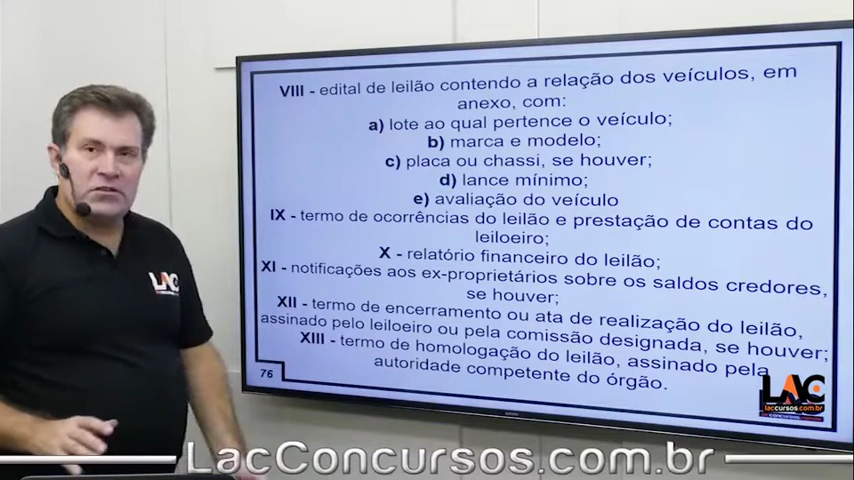 VIII - edital de leilão contendo a relação dos veículos, em
anexo, com:
a) lote ao qual pertence o veículo;
b) marca e modelo;
c) placa ou chassi, se houver;
d) lance mínimo;
e) avaliação do veículo
IX - termo de ocorrências do leilão e prestação de contas do
leiloeiro;
X - relatório financeiro do leilão;
XI - notificações aos ex-proprietários sobre os saldos credores,
se houver;
XII - termo de encerramento ou ata de realização do leilão,
assinado pelo leiloeiro ou pela comissão designada, se houver;
XIII - termo de homologação do leilão, assinado pela
autoridade competente do órgão.
76
LAC
LAC
laccursos.com.br
LacConcursos.com.br